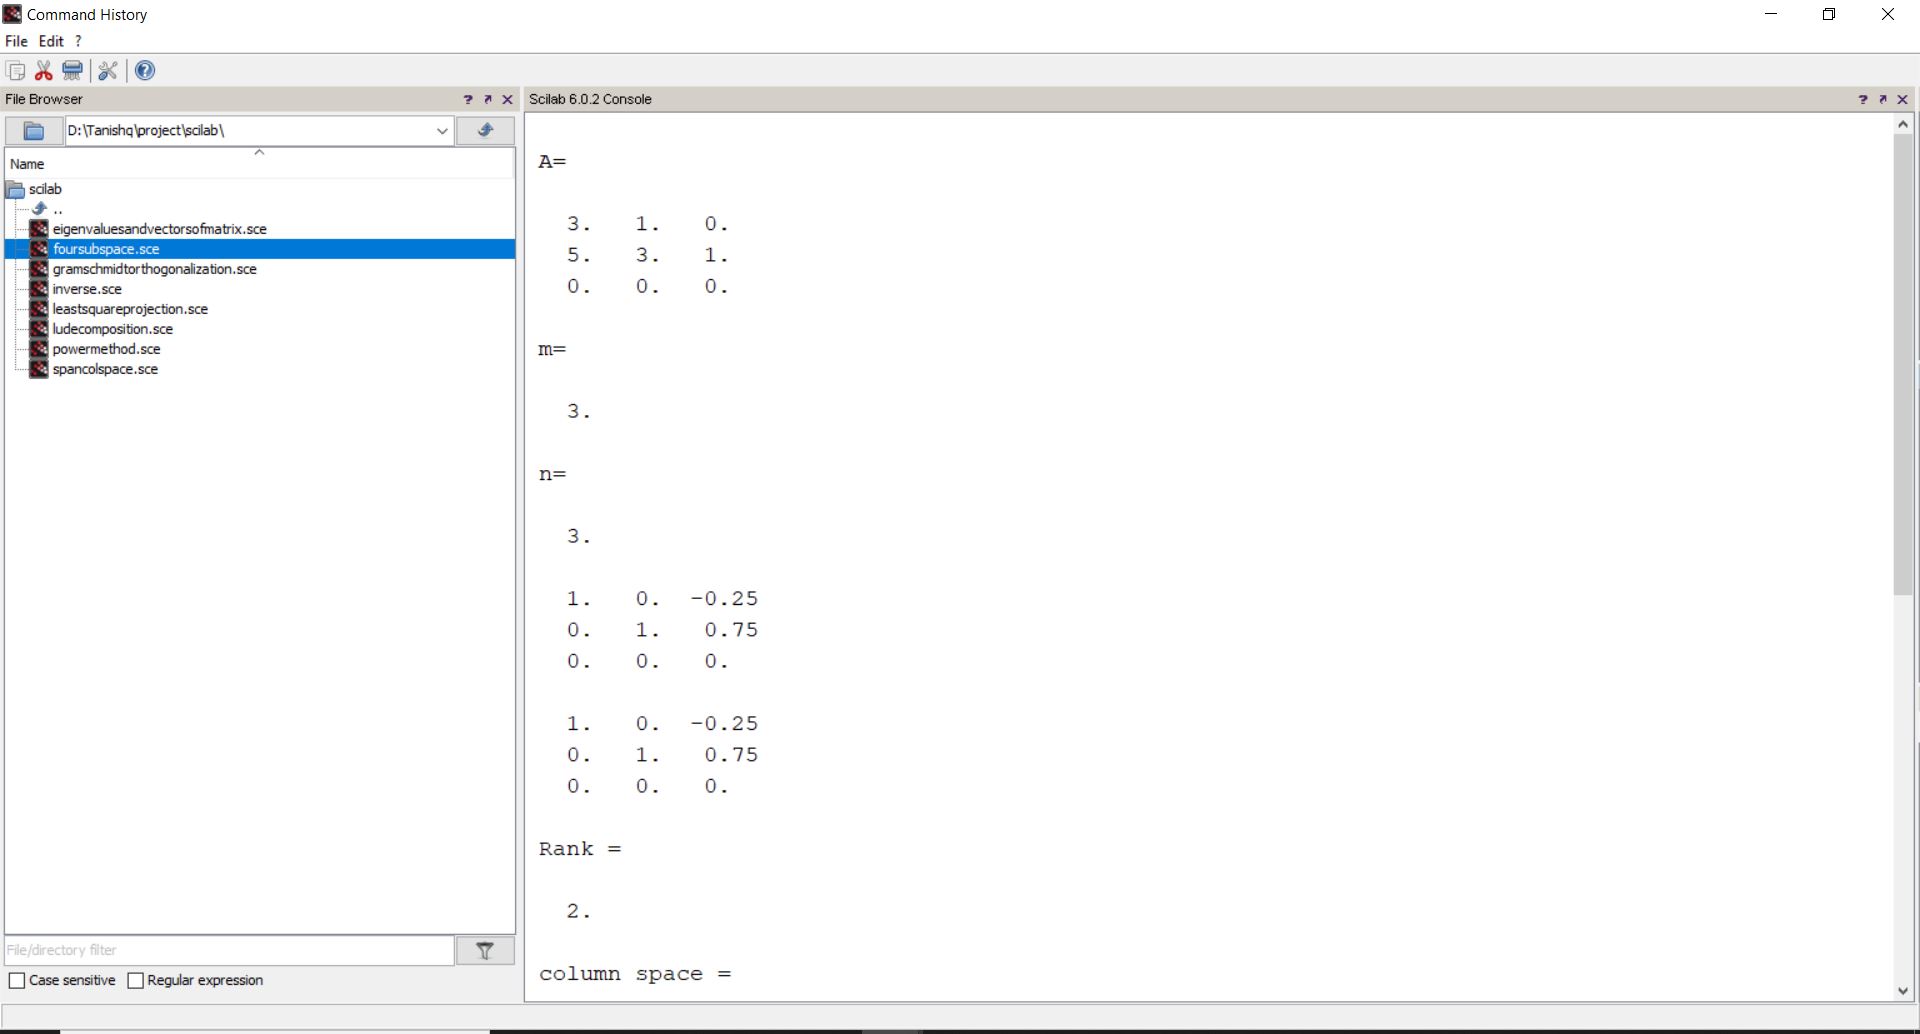 Command History
File Edit ?
File Browser
D:\Tanishq\project\scilab\
Name
scilab
..
eigenvaluesandvectorsofmatrix.sce
foursubspace.sce
gramschmidtorthogonalization.sce
inverse.sce
leastsquareprojection.sce
ludecomposition.sce
powermethod.sce
spancolspace.sce
File/directory filter
Case sensitive Regular expression
Scilab 6.0.2 Console
A=
3. 1. 0.
5. 3. 1.
0. 0. 0.
m=
3.
n=
3.
1. 0. -0.25
0. 1. 0.75
0. 0. 0.
1. 0. -0.25
0. 1. 0.75
0. 0. 0.
Rank =
2.
column space =